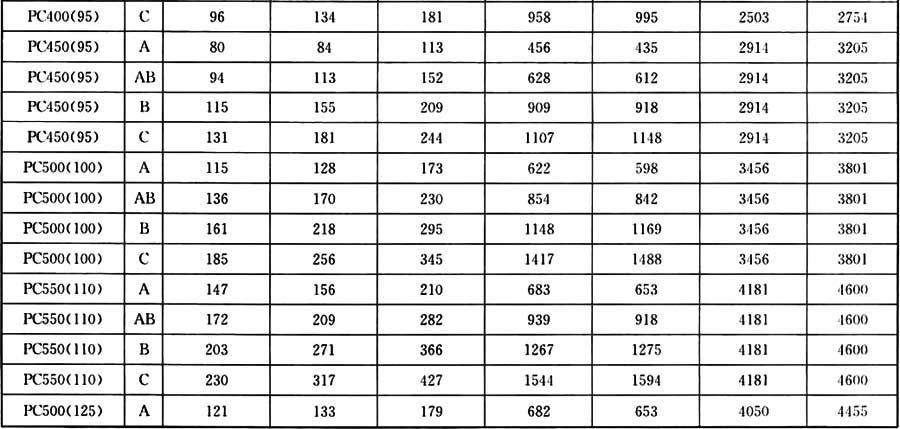 PC400(95) C 96 134 181 958 995 2503 2754
PC450(95) A 80 84 113 456 435 2914 3205
PC450(95) AB 94 113 152 628 612 2914 3205
PC450(95) B 115 155 209 909 918 2914 3205
PC450(95) C 131 181 244 1107 1148 2914 3205
PC500(100) A 115 128 173 622 598 3456 3801
PC500(100) AB 136 170 230 854 842 3456 3801
PC500(100) B 161 218 295 1148 1169 3456 3801
PC500(100) C 185 256 345 1417 1488 3456 3801
PC550(110) A 147 156 210 683 653 4181 4600
PC550(110) AB 172 209 282 939 918 4181 4600
PC550(110) B 203 271 366 1267 1275 4181 4600
PC550(110) C 230 317 427 1544 1594 4181 4600
PC500(125) A 121 133 179 682 653 4050 4455